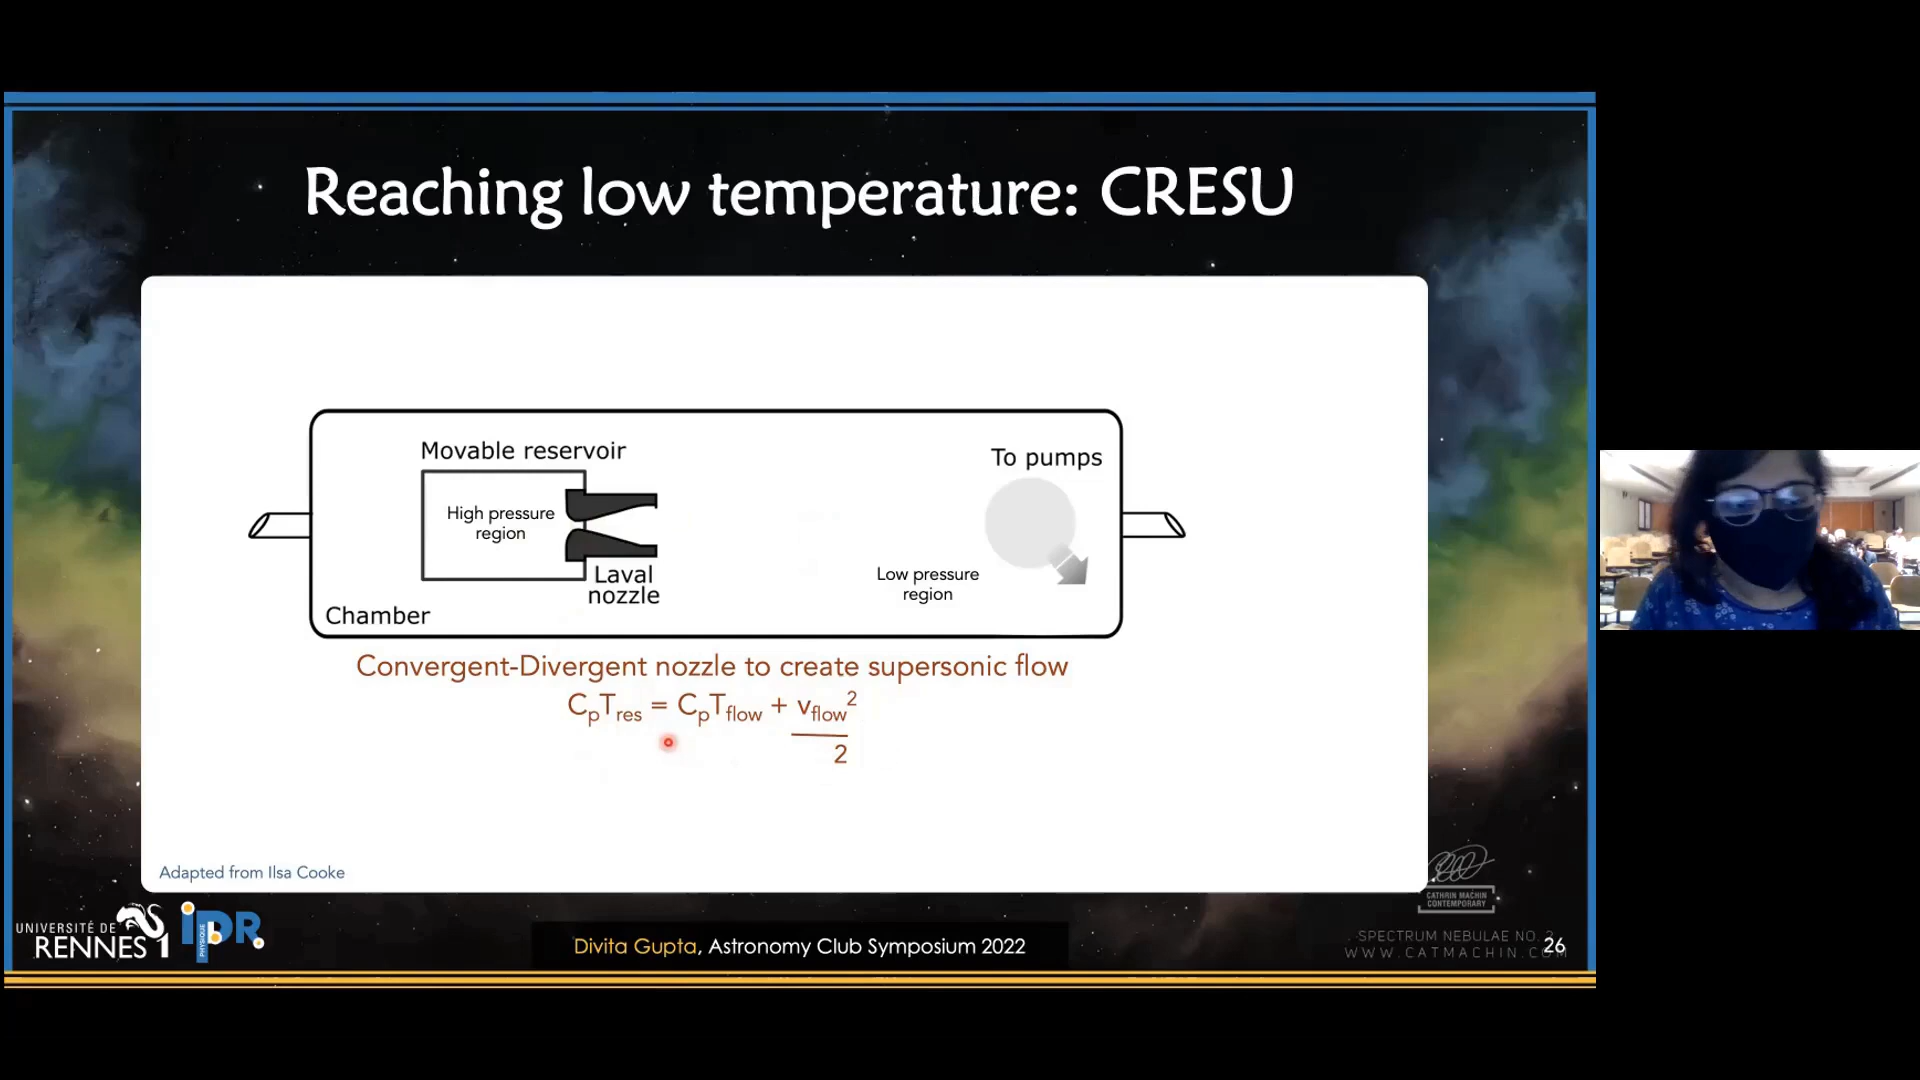 Reaching low temperature: CRESU
Movable reservoir
To pumps
High pressure
region
Low pressure
region
Laval
nozzle
Chamber
Convergent-Divergent nozzle to create supersonic flow
CpTres = CpTflow + vflow²
2
Adapted from Ilsa Cooke
CATHRIN MACHIN
CONTEMPORARY
UNIVERSITÉ DE
RENNES 1
IPR
PHYSIQUE
Divita Gupta, Astronomy Club Symposium 2022
SPECTRUM NEBULAE NO. 2
26
WWW.CATMACHIN.COM